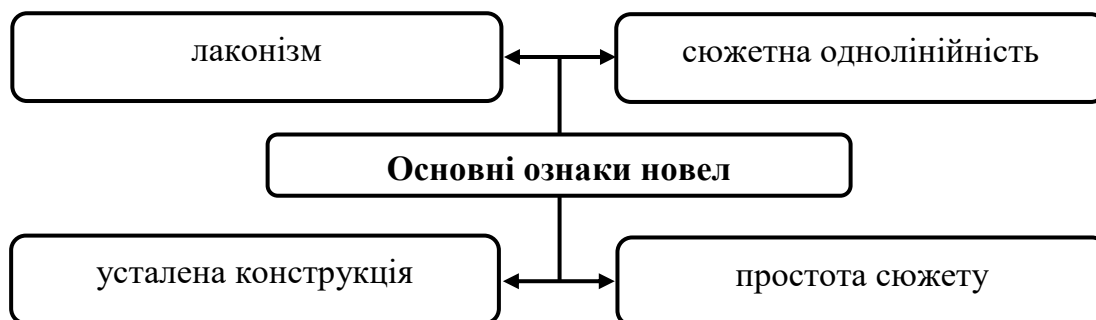 лаконізм
сюжетна однолінійність
Основні ознаки новел
усталена конструкція
простота сюжету